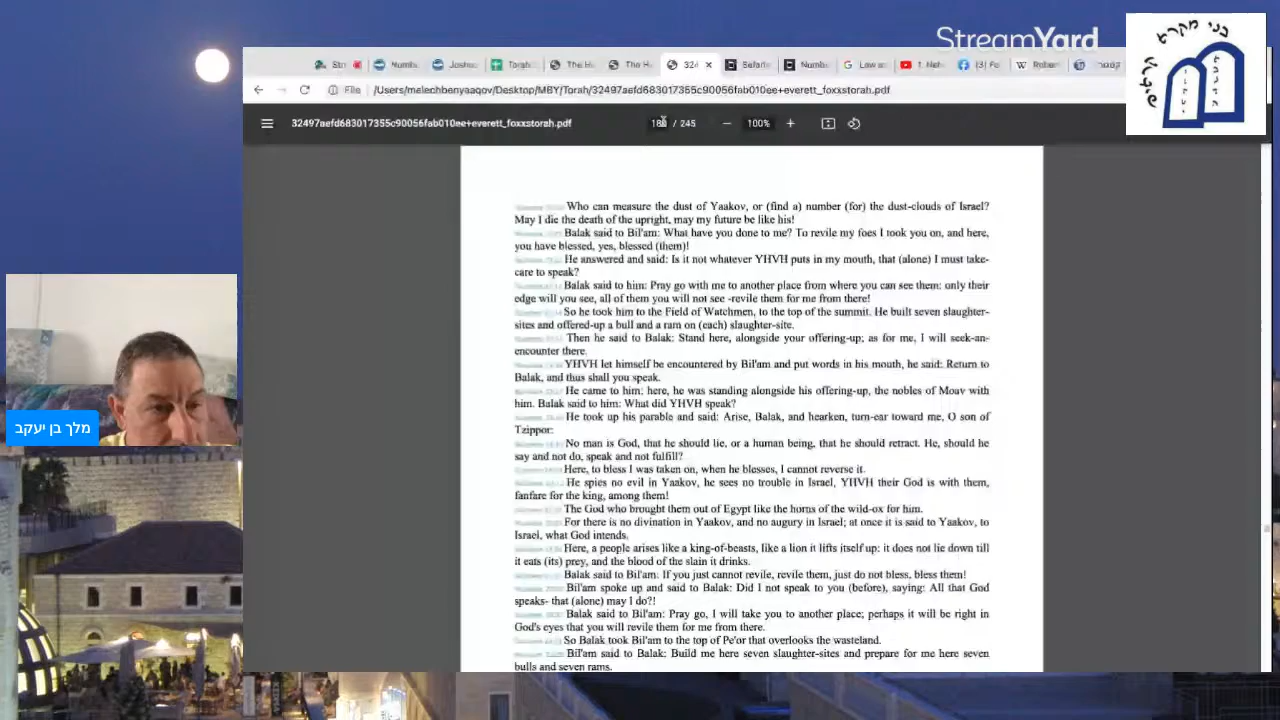 StreamYard
בני מקרא
קראים
Str
Numbe
Joshua
Torah
The H
The H
324
Sefaria
Numb
Law a
(3) Fo
Rober
File /Users/melechbenyaaqov/Desktop/MBY/Torah/32497aefd683017355c90056fab010ee+everett_foxxstorah.pdf
32497aefd683017355c90056fab010ee+everett_foxxstorah.pdf
/ 245
100%
Who can measure the dust of Yaakov, or (find a) number (for) the dust-clouds of Israel?
May I die the death of the upright, may my future be like his!
Balak said to Bil'am: What have you done to me? To revile my foes I took you on, and here,
you have blessed, yes, blessed (them)!
He answered and said: Is it not whatever YHVH puts in my mouth, that (alone) I must take-
care to speak?
Balak said to him: Pray go with me to another place from where you can see them: only their
edge will you see, all of them you will not see -revile them for me from there!
So he took him to the Field of Watchmen, to the top of the summit. He built seven slaughter-
sites and offered-up a bull and a ram on (each) slaughter-site.
Then he said to Balak: Stand here, alongside your offering-up; as for me, I will seek-an-
encounter there.
YHVH let himself be encountered by Bil'am and put words in his mouth, he said: Return to
Balak, and thus shall you speak.
He came to him: here, he was standing alongside his offering-up, the nobles of Moav with
him. Balak said to him: What did YHVH speak?
He took up his parable and said: Arise, Balak, and hearken, turn-ear toward me, O son of
Tzippor:
No man is God, that he should lie, or a human being, that he should retract. He, should he
say and not do, speak and not fulfill?
Here, to bless I was taken on, when he blesses, I cannot reverse it.
He spies no evil in Yaakov, he sees no trouble in Israel, YHVH their God is with them,
fanfare for the king, among them!
The God who brought them out of Egypt like the horns of the wild-ox for him.
For there is no divination in Yaakov, and no augury in Israel; at once it is said to Yaakov, to
Israel, what God intends.
Here, a people arises like a king-of-beasts, like a lion it lifts itself up: it does not lie down till
it eats (its) prey, and the blood of the slain it drinks.
Balak said to Bil'am: If you just cannot revile, revile them, just do not bless, bless them!
Bil'am spoke up and said to Balak: Did I not speak to you (before), saying: All that God
speaks- that (alone) may I do?!
Balak said to Bil'am: Pray go, I will take you to another place; perhaps it will be right in
God's eyes that you will revile them for me from there.
So Balak took Bil'am to the top of Pe'or that overlooks the wasteland.
Bil'am said to Balak: Build me here seven slaughter-sites and prepare for me here seven
bulls and seven rams.
מלך בן יעקב